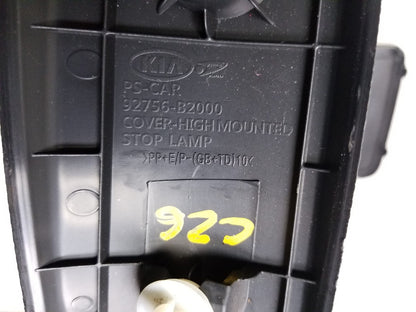 KIA
PS-CAR
92756-B2000
COVER-HIGH MOUNTED
STOP LAMP
>PP+E/P-(GB+TD)10<
C26